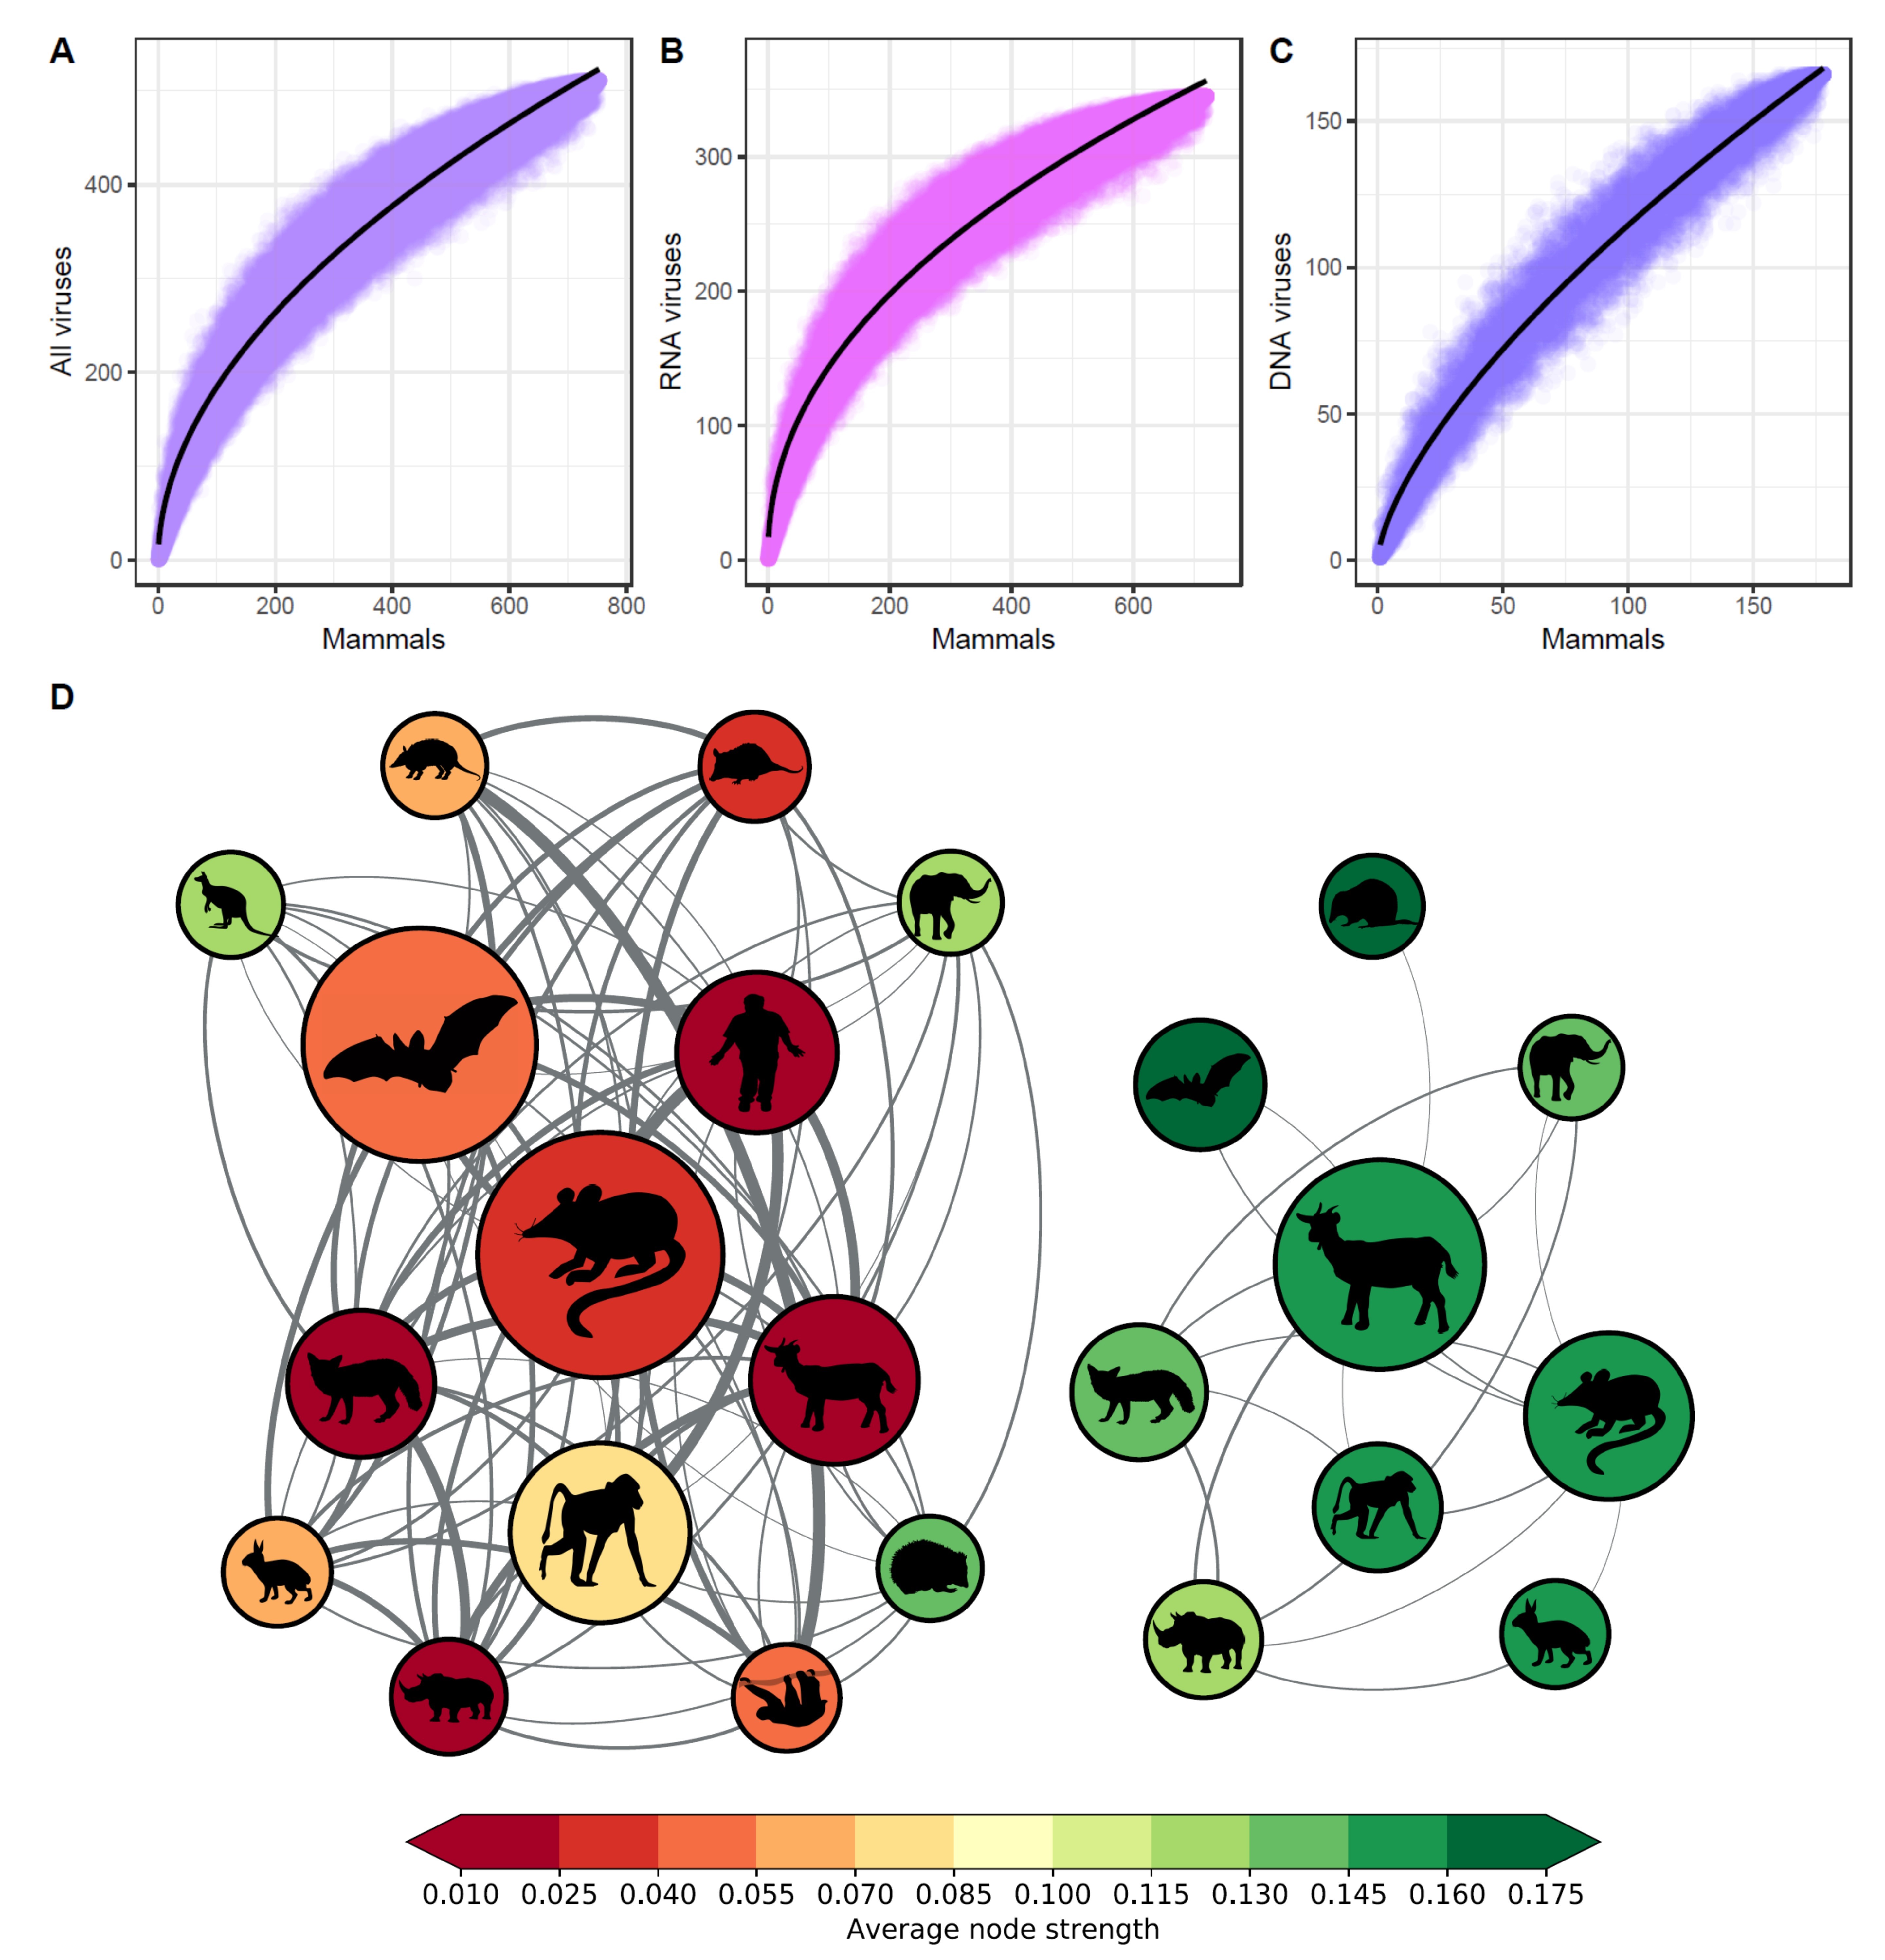 A
B
C
All viruses
400
200
0
0 200 400 600 800
Mammals
RNA viruses
300
200
100
0
0 200 400 600
Mammals
DNA viruses
150
100
50
0
0 50 100 150
Mammals
D
0.010 0.025 0.040 0.055 0.070 0.085 0.100 0.115 0.130 0.145 0.160 0.175
Average node strength